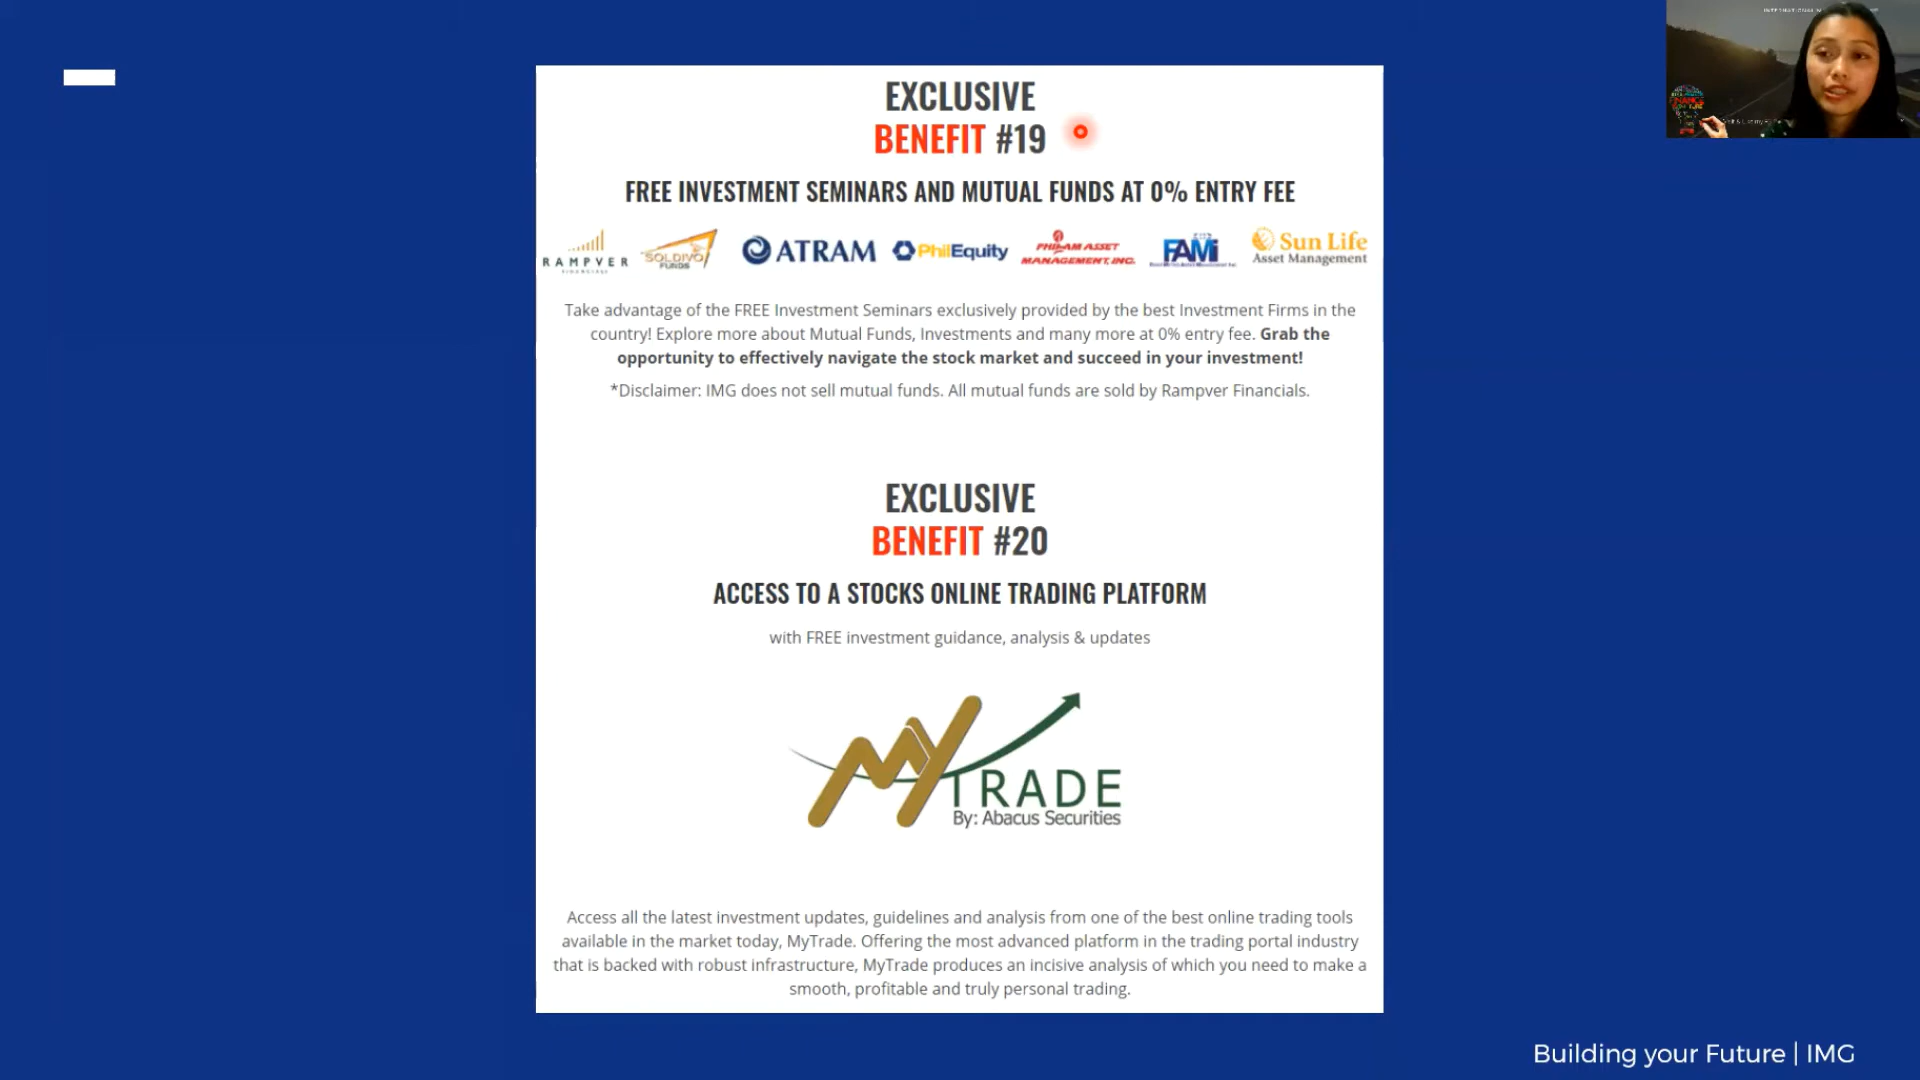 EXCLUSIVE
BENEFIT #19
FREE INVESTMENT SEMINARS AND MUTUAL FUNDS AT 0% ENTRY FEE
RAMPVER
SOLDIVO
FUNDS
ATRAM
PhilEquity
PHILAM ASSET
MANAGEMENT, INC.
FAMi
Sun Life
Asset Management
Take advantage of the FREE Investment Seminars exclusively provided by the best Investment Firms in the
country! Explore more about Mutual Funds, Investments and many more at 0% entry fee. Grab the
opportunity to effectively navigate the stock market and succeed in your investment!
*Disclaimer: IMG does not sell mutual funds. All mutual funds are sold by Rampver Financials.
EXCLUSIVE
BENEFIT #20
ACCESS TO A STOCKS ONLINE TRADING PLATFORM
with FREE investment guidance, analysis & updates
MYTRADE
By: Abacus Securities
Access all the latest investment updates, guidelines and analysis from one of the best online trading tools
available in the market today, MyTrade. Offering the most advanced platform in the trading portal industry
that is backed with robust infrastructure, MyTrade produces an incisive analysis of which you need to make a
smooth, profitable and truly personal trading.
Building your Future | IMG